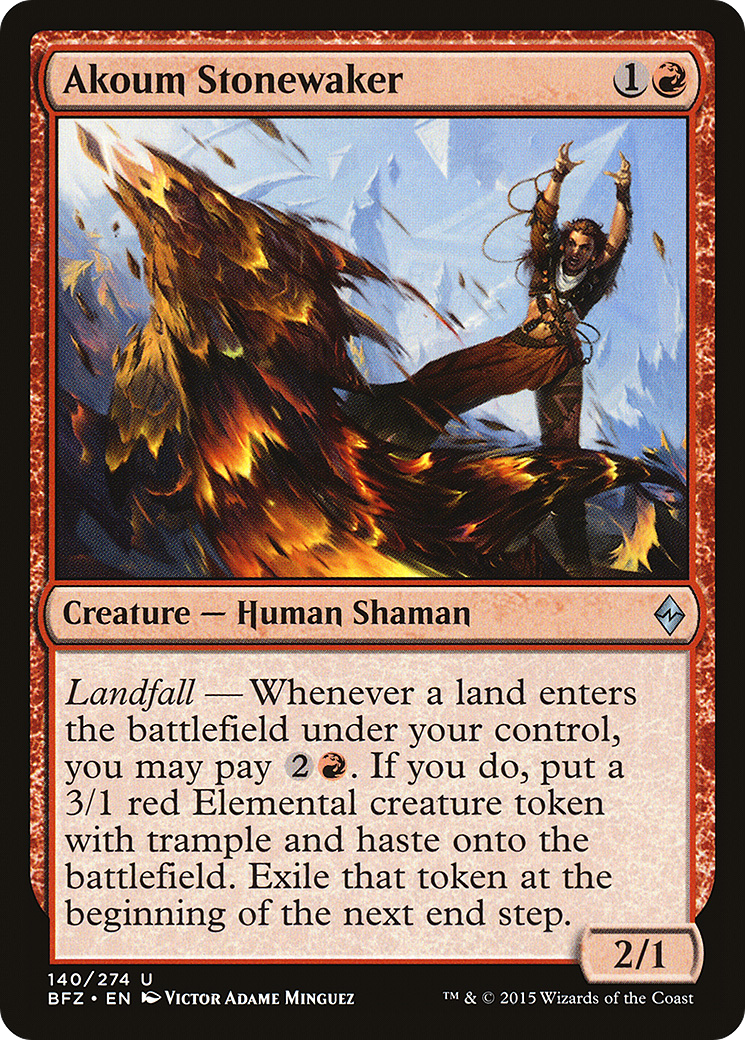 Akoum Stonewaker 1
Creature — Human Shaman
Landfall — Whenever a land enters
the battlefield under your control,
you may pay 2. If you do, put a
3/1 red Elemental creature token
with trample and haste onto the
battlefield. Exile that token at the
beginning of the next end step.
2/1
140/274 U
BFZ • EN Victor Adame Minguez
™ & © 2015 Wizards of the Coast